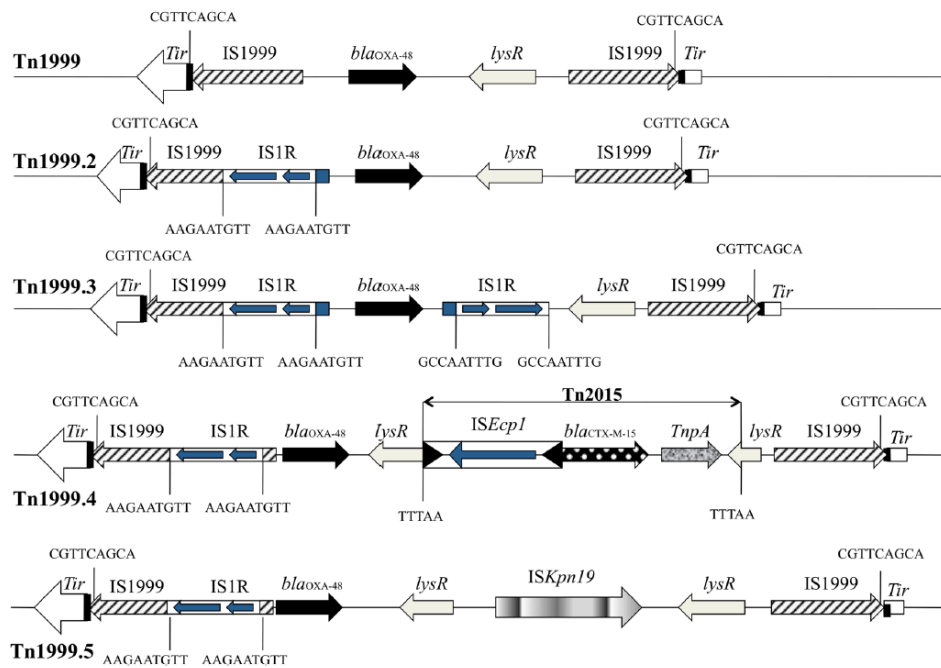 CGTTCAGCA CGTTCAGCA
Tir IS1999 blaOXA-48 lysR IS1999 Tir
Tn1999
CGTTCAGCA CGTTCAGCA
Tir IS1999 IS1R blaOXA-48 lysR IS1999 Tir
Tn1999.2
AAGAATGTT AAGAATGTT
CGTTCAGCA CGTTCAGCA
Tir IS1999 IS1R blaOXA-48 IS1R lysR IS1999 Tir
Tn1999.3
AAGAATGTT AAGAATGTT GCCAATTTG GCCAATTTG
Tn2015
CGTTCAGCA CGTTCAGCA
Tir IS1999 IS1R blaOXA-48 lysR ISEcp1 blaCTX-M-15 TnpA lysR IS1999 Tir
Tn1999.4
AAGAATGTT AAGAATGTT TTTAA TTTAA
CGTTCAGCA CGTTCAGCA
Tir IS1999 IS1R blaOXA-48 lysR ISKpn19 lysR IS1999 Tir
Tn1999.5
AAGAATGTT AAGAATGTT